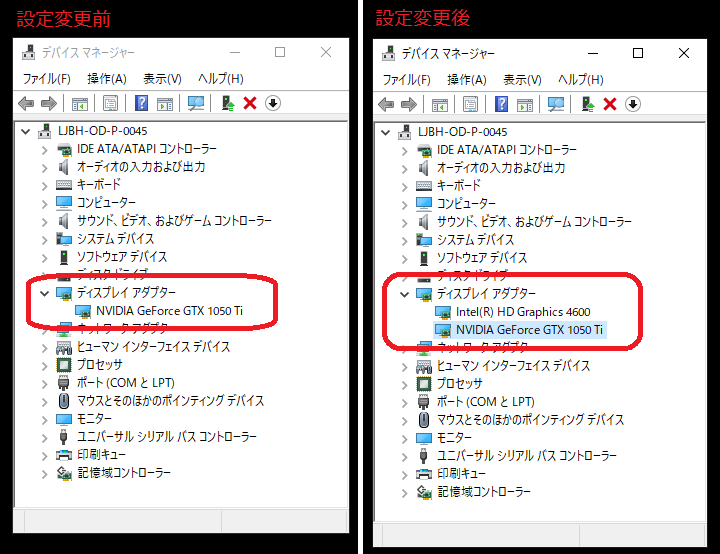 設定変更前
デバイス マネージャー
ファイル(F) 操作(A) 表示(V) ヘルプ(H)
LJBH-OD-P-0045
IDE ATA/ATAPI コントローラー
オーディオの入力および出力
キーボード
コンピューター
サウンド、ビデオ、およびゲーム コントローラー
システム デバイス
ソフトウェア デバイス
ディスク ドライブ
ディスプレイ アダプター
NVIDIA GeForce GTX 1050 Ti
ネットワーク アダプター
ヒューマン インターフェイス デバイス
プロセッサ
ポート (COM と LPT)
マウスとそのほかのポインティング デバイス
モニター
ユニバーサル シリアル バス コントローラー
印刷キュー
記憶域コントローラー
設定変更後
デバイス マネージャー
ファイル(F) 操作(A) 表示(V) ヘルプ(H)
LJBH-OD-P-0045
IDE ATA/ATAPI コントローラー
オーディオの入力および出力
キーボード
コンピューター
サウンド、ビデオ、およびゲーム コントローラー
システム デバイス
ソフトウェア デバイス
ディスク ドライブ
ディスプレイ アダプター
Intel(R) HD Graphics 4600
NVIDIA GeForce GTX 1050 Ti
ネットワーク アダプター
ヒューマン インターフェイス デバイス
プロセッサ
ポート (COM と LPT)
マウスとそのほかのポインティング デバイス
モニター
ユニバーサル シリアル バス コントローラー
印刷キュー
記憶域コントローラー